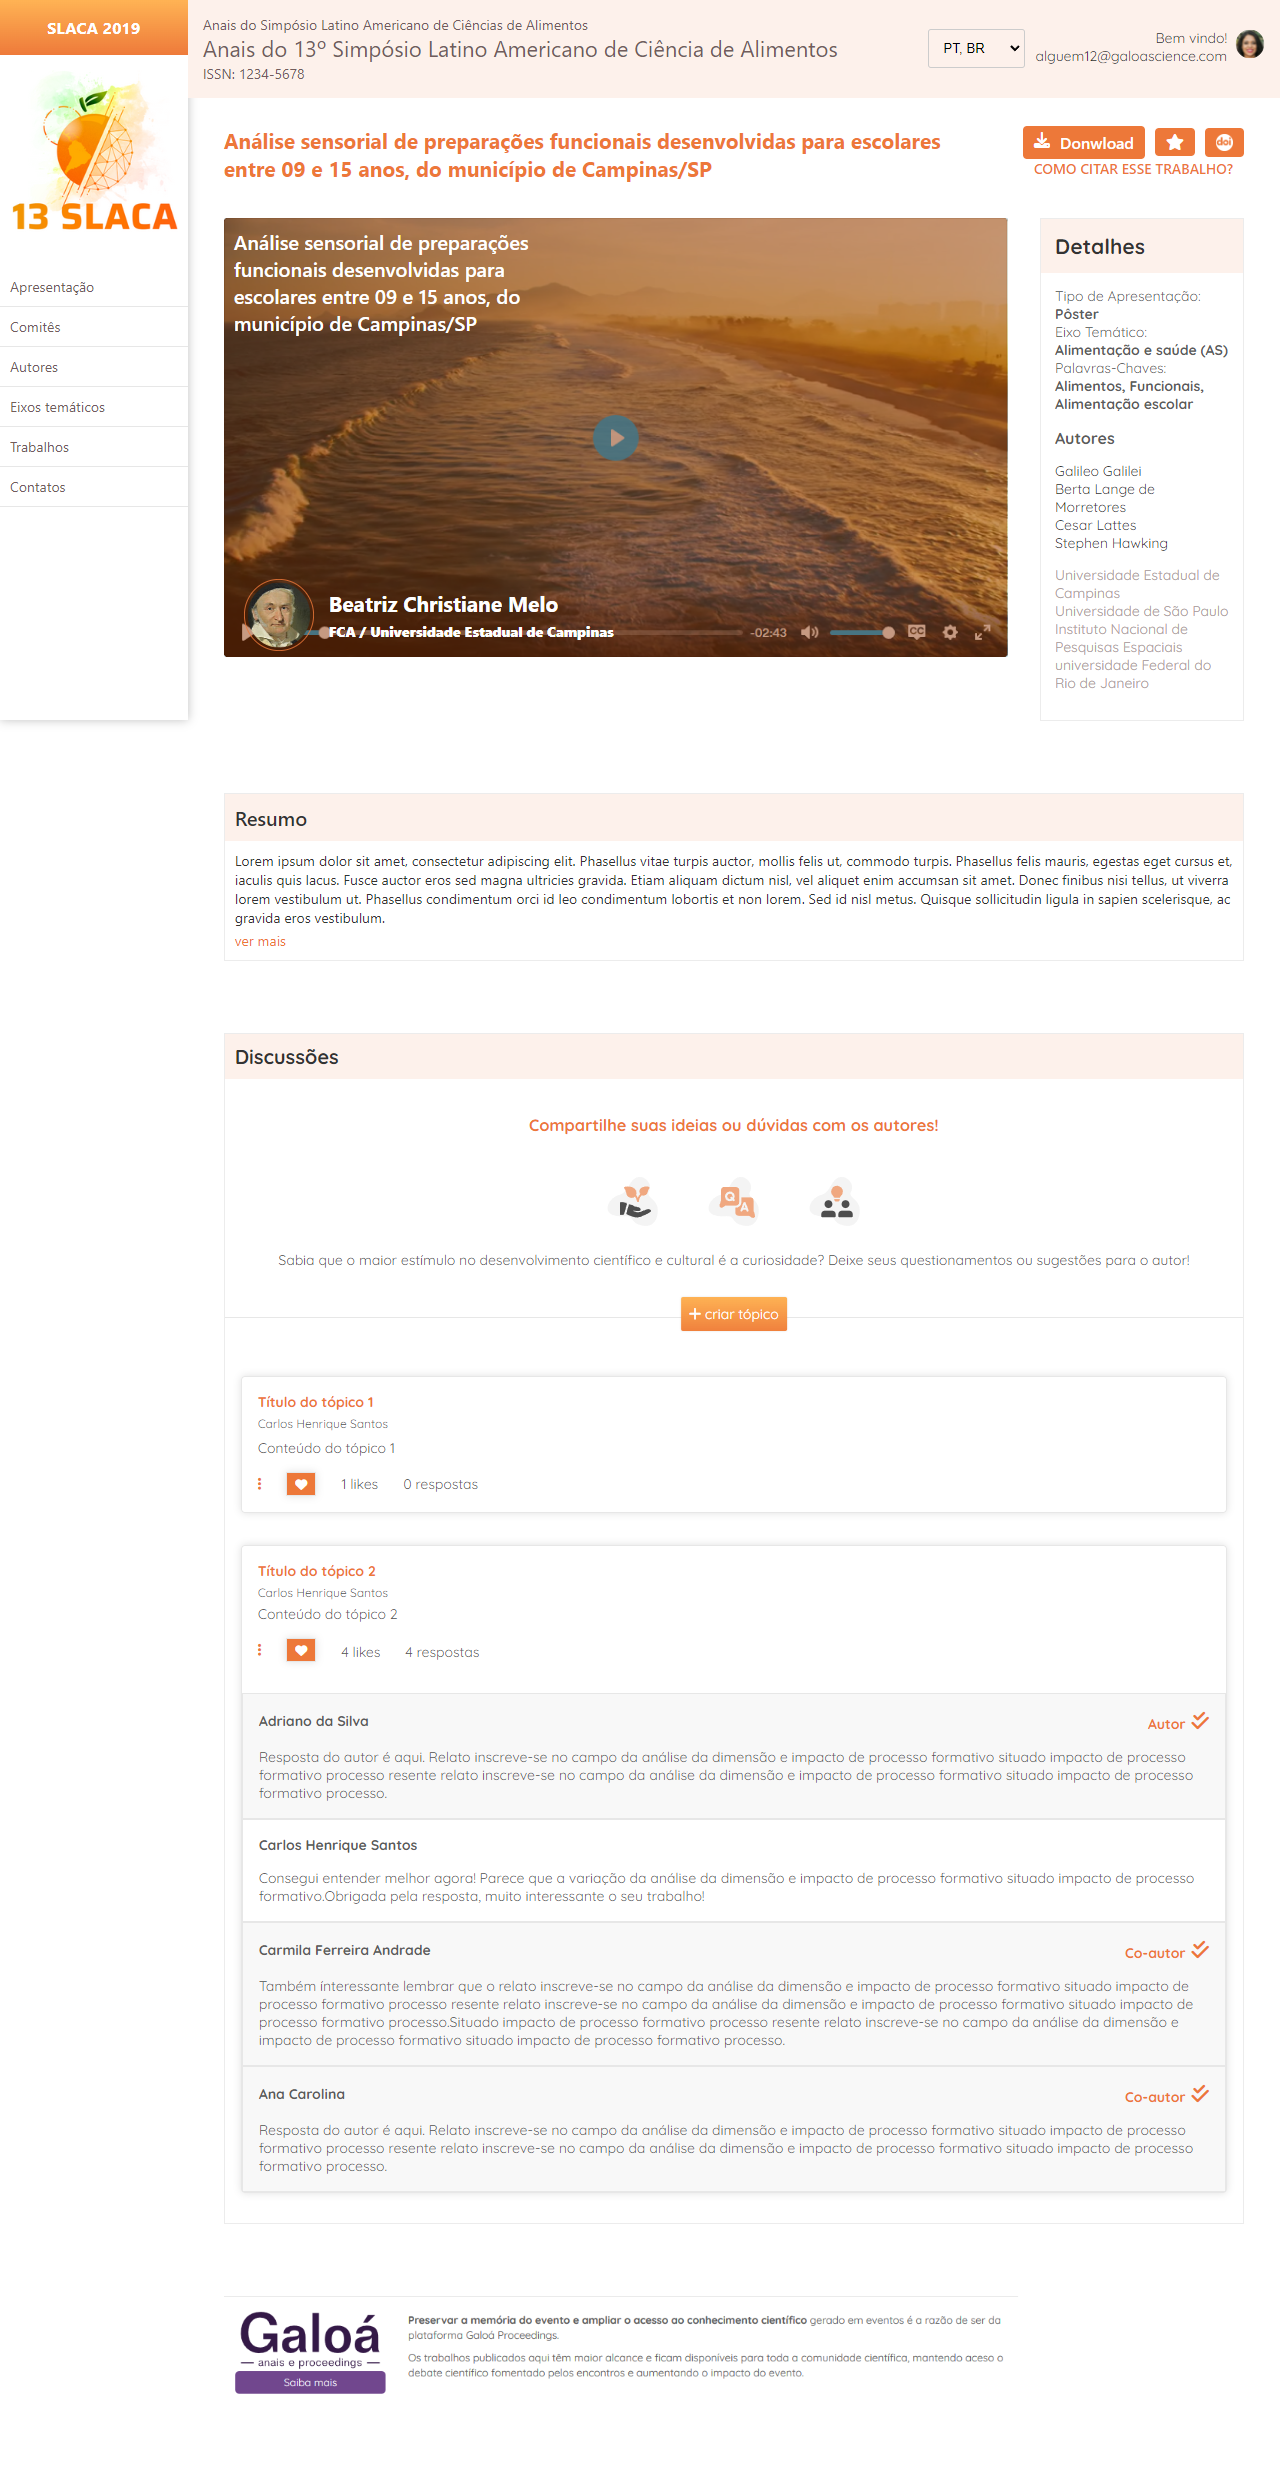 SLACA 2019
Anais do Simpósio Latino Americano de Ciências de Alimentos
Anais do 13º Simpósio Latino Americano de Ciência de Alimentos
ISSN: 1234-5678
PT, BR
Bem vindo!
alguem12@galoascience.com
13 SLACA
Apresentação
Comitês
Autores
Eixos temáticos
Trabalhos
Contatos
Análise sensorial de preparações funcionais desenvolvidas para escolares
entre 09 e 15 anos, do município de Campinas/SP
Donwload
doi
COMO CITAR ESSE TRABALHO?
Análise sensorial de preparações
funcionais desenvolvidas para
escolares entre 09 e 15 anos, do
município de Campinas/SP
Beatriz Christiane Melo
FCA / Universidade Estadual de Campinas
-02:43
CC
Detalhes
Tipo de Apresentação:
Pôster
Eixo Temático:
Alimentação e saúde (AS)
Palavras-Chaves:
Alimentos, Funcionais,
Alimentação escolar
Autores
Galileo Galilei
Berta Lange de
Morretores
Cesar Lattes
Stephen Hawking
Universidade Estadual de
Campinas
Universidade de São Paulo
Instituto Nacional de
Pesquisas Espaciais
universidade Federal do
Rio de Janeiro
Resumo
Lorem ipsum dolor sit amet, consectetur adipiscing elit. Phasellus vitae turpis auctor, mollis felis ut, commodo turpis. Phasellus felis mauris, egestas eget cursus et,
iaculis quis lacus. Fusce auctor eros sed magna ultricies gravida. Etiam aliquam dictum nisl, vel aliquet enim accumsan sit amet. Donec finibus nisi tellus, ut viverra
lorem vestibulum ut. Phasellus condimentum orci id leo condimentum lobortis et non lorem. Sed id nisl metus. Quisque sollicitudin ligula in sapien scelerisque, ac
gravida eros vestibulum.
ver mais
Discussões
Compartilhe suas ideias ou dúvidas com os autores!
Q
A
Sabia que o maior estímulo no desenvolvimento científico e cultural é a curiosidade? Deixe seus questionamentos ou sugestões para o autor!
+ criar tópico
Título do tópico 1
Carlos Henrique Santos
Conteúdo do tópico 1
1 likes 0 respostas
Título do tópico 2
Carlos Henrique Santos
Conteúdo do tópico 2
4 likes 4 respostas
Adriano da Silva
Autor
Resposta do autor é aqui. Relato inscreve-se no campo da análise da dimensão e impacto de processo formativo situado impacto de processo
formativo processo resente relato inscreve-se no campo da análise da dimensão e impacto de processo formativo situado impacto de processo
formativo processo.
Carlos Henrique Santos
Consegui entender melhor agora! Parece que a variação da análise da dimensão e impacto de processo formativo situado impacto de processo
formativo.Obrigada pela resposta, muito interessante o seu trabalho!
Carmila Ferreira Andrade
Co-autor
Também ínteressante lembrar que o relato inscreve-se no campo da análise da dimensão e impacto de processo formativo situado impacto de
processo formativo processo resente relato inscreve-se no campo da análise da dimensão e impacto de processo formativo situado impacto de
processo formativo processo.Situado impacto de processo formativo processo resente relato inscreve-se no campo da análise da dimensão e
impacto de processo formativo situado impacto de processo formativo processo.
Ana Carolina
Co-autor
Resposta do autor é aqui. Relato inscreve-se no campo da análise da dimensão e impacto de processo formativo situado impacto de processo
formativo processo resente relato inscreve-se no campo da análise da dimensão e impacto de processo formativo situado impacto de processo
formativo processo.
Galoá
anais e proceedings
Saiba mais
Preservar a memória do evento e ampliar o acesso ao conhecimento científico gerado em eventos é a razão de ser da
plataforma Galoá Proceedings.
Os trabalhos publicados aqui têm maior alcance e ficam disponíveis para toda a comunidade científica, mantendo aceso o
debate científico fomentado pelos encontros e aumentando o impacto do evento.